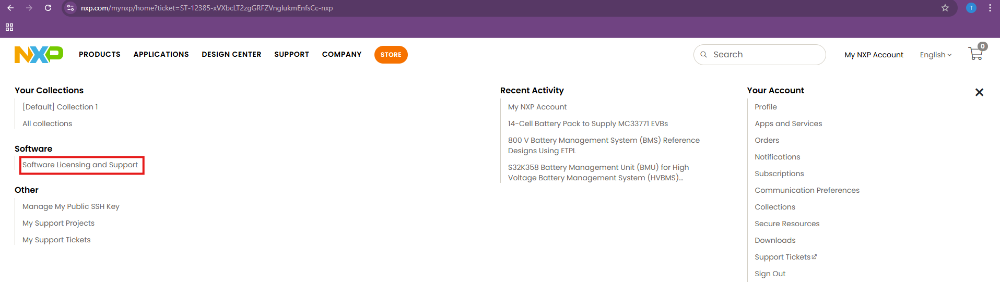 nxp.com/mynxp/home?ticket=ST-12385-xVXbcLT2zgGRFZVnglukmEnfsCc-nxp
T
NXP
PRODUCTS APPLICATIONS DESIGN CENTER SUPPORT COMPANY STORE
Search
My NXP Account
English
0
Your Collections
[Default] Collection 1
All collections
Software
Software Licensing and Support
Other
Manage My Public SSH Key
My Support Projects
My Support Tickets
Recent Activity
My NXP Account
14-Cell Battery Pack to Supply MC33771 EVBs
800 V Battery Management System (BMS) Reference
Designs Using ETPL
S32K358 Battery Management Unit (BMU) for High
Voltage Battery Management System (HVBMS)...
Your Account
Profile
Apps and Services
Orders
Notifications
Subscriptions
Communication Preferences
Collections
Secure Resources
Downloads
Support Tickets
Sign Out